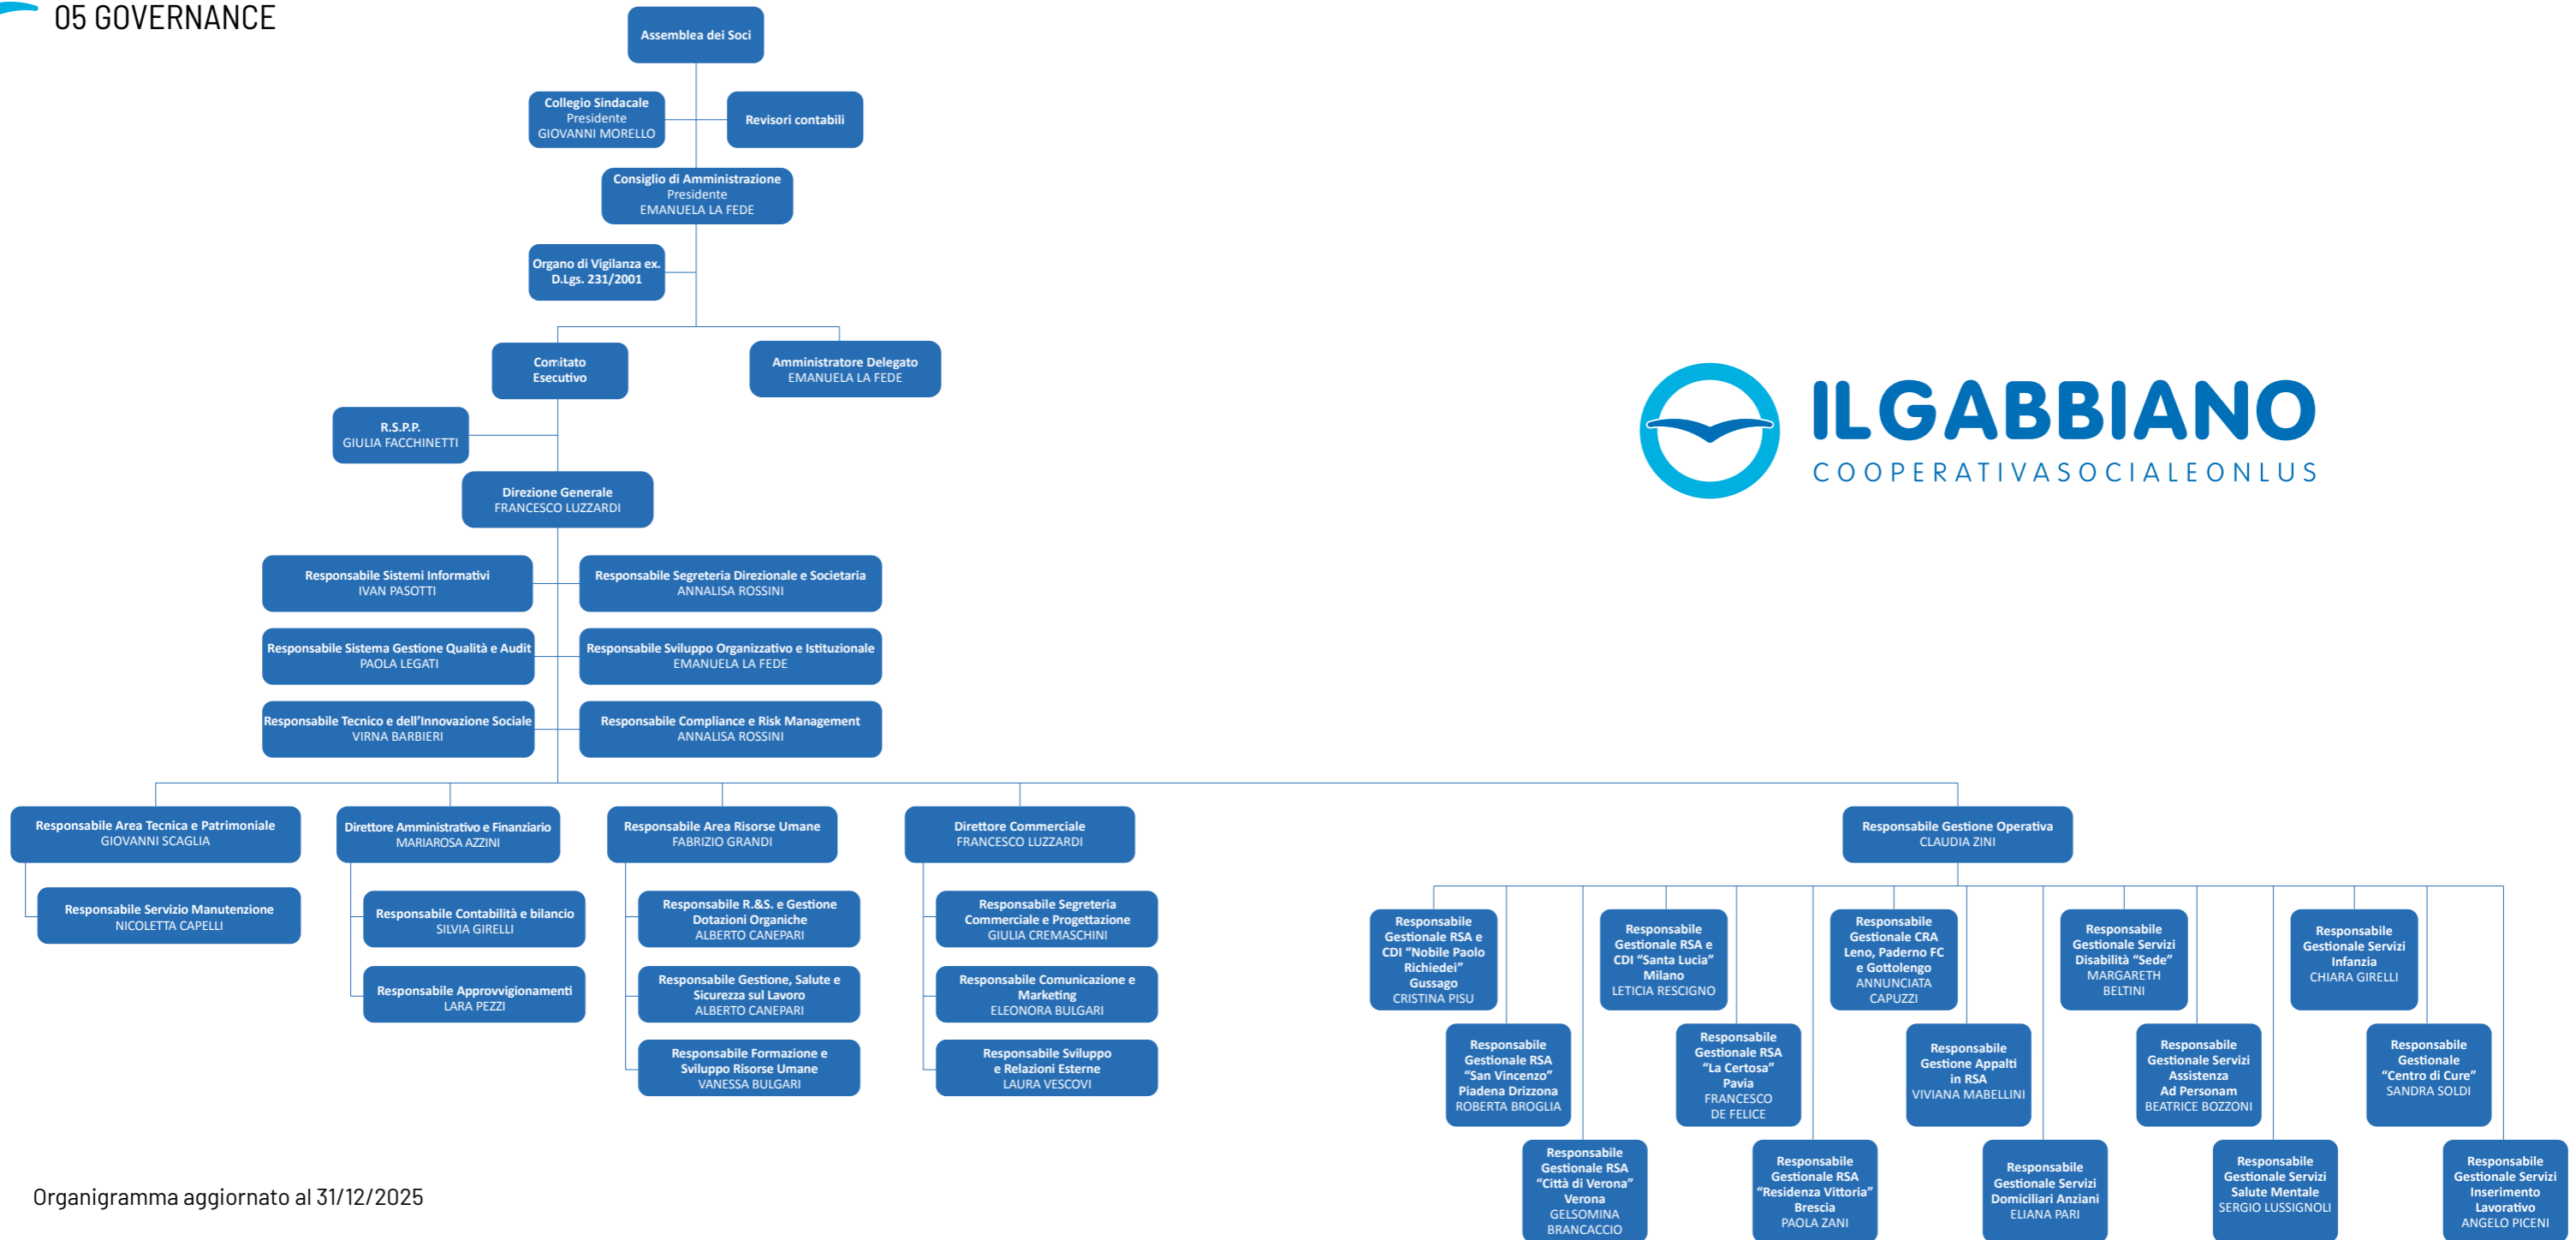 05 GOVERNANCE
Assemblea dei Soci
Collegio Sindacale
Presidente
GIOVANNI MORELLO
Revisori contabili
Consiglio di Amministrazione
Presidente
EMANUELA LA FEDE
Organo di Vigilanza ex.
D.Lgs. 231/2001
Comitato
Esecutivo
Amministratore Delegato
EMANUELA LA FEDE
R.S.P.P.
GIULIA FACCHINETTI
Direzione Generale
FRANCESCO LUZZARDI
ILGABBIANO
COOPERATIVASOCIALEONLUS
Responsabile Sistemi Informativi
IVAN PASOTTI
Responsabile Segreteria Direzionale e Societaria
ANNALISA ROSSINI
Responsabile Sistema Gestione Qualità e Audit
PAOLA LEGATI
Responsabile Sviluppo Organizzativo e Istituzionale
EMANUELA LA FEDE
Responsabile Tecnico e dell'Innovazione Sociale
VIRNA BARBIERI
Responsabile Compliance e Risk Management
ANNALISA ROSSINI
Responsabile Area Tecnica e Patrimoniale
GIOVANNI SCAGLIA
Responsabile Servizio Manutenzione
NICOLETTA CAPELLI
Direttore Amministrativo e Finanziario
MARIAROSA AZZINI
Responsabile Contabilità e bilancio
SILVIA GIRELLI
Responsabile Approvvigionamenti
LARA PEZZI
Responsabile Area Risorse Umane
FABRIZIO GRANDI
Responsabile R.&S. e Gestione
Dotazioni Organiche
ALBERTO CANEPARI
Responsabile Gestione, Salute e
Sicurezza sul Lavoro
ALBERTO CANEPARI
Responsabile Formazione e
Sviluppo Risorse Umane
VANESSA BULGARI
Direttore Commerciale
FRANCESCO LUZZARDI
Responsabile Segreteria
Commerciale e Progettazione
GIULIA CREMASCHINI
Responsabile Comunicazione e
Marketing
ELEONORA BULGARI
Responsabile Sviluppo
e Relazioni Esterne
LAURA VESCOVI
Responsabile Gestione Operativa
CLAUDIA ZINI
Responsabile
Gestionale RSA e
CDI “Nobile Paolo
Richiedei”
Gussago
CRISTINA PISU
Responsabile
Gestionale RSA
“San Vincenzo”
Piadena Drizzona
ROBERTA BROGLIA
Responsabile
Gestionale RSA
“Città di Verona”
Verona
GELSOMINA
BRANCACCIO
Responsabile
Gestionale RSA e
CDI “Santa Lucia”
Milano
LETICIA RESCIGNO
Responsabile
Gestionale RSA
“La Certosa”
Pavia
FRANCESCO
DE FELICE
Responsabile
Gestionale RSA
“Residenza Vittoria”
Brescia
PAOLA ZANI
Responsabile
Gestionale CRA
Leno, Paderno FC
e Gottolengo
ANNUNCIATA
CAPUZZI
Responsabile
Gestione Appalti
in RSA
VIVIANA MABELLINI
Responsabile
Gestionale Servizi
Domiciliari Anziani
ELIANA PARI
Responsabile
Gestionale Servizi
Disabilità “Sede”
MARGARETH
BELTINI
Responsabile
Gestionale Servizi
Assistenza
Ad Personam
BEATRICE BOZZONI
Responsabile
Gestionale Servizi
Salute Mentale
SERGIO LUSSIGNOLI
Responsabile
Gestionale Servizi
Infanzia
CHIARA GIRELLI
Responsabile
Gestionale
“Centro di Cure”
SANDRA SOLDI
Responsabile
Gestionale Servizi
Inserimento
Lavorativo
ANGELO PICENI
Organigramma aggiornato al 31/12/2025